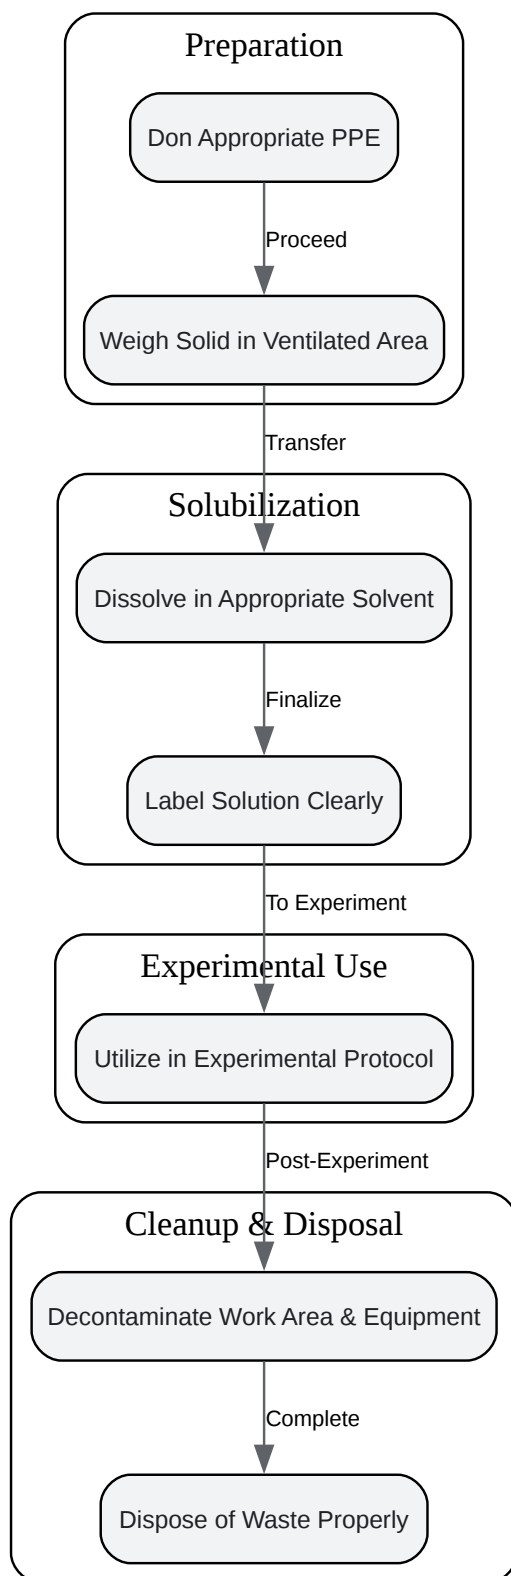 Preparation
Don Appropriate PPE
Proceed
Weigh Solid in Ventilated Area
Transfer
Solubilization
Dissolve in Appropriate Solvent
Finalize
Label Solution Clearly
To Experiment
Experimental Use
Utilize in Experimental Protocol
Post-Experiment
Cleanup & Disposal
Decontaminate Work Area & Equipment
Complete
Dispose of Waste Properly